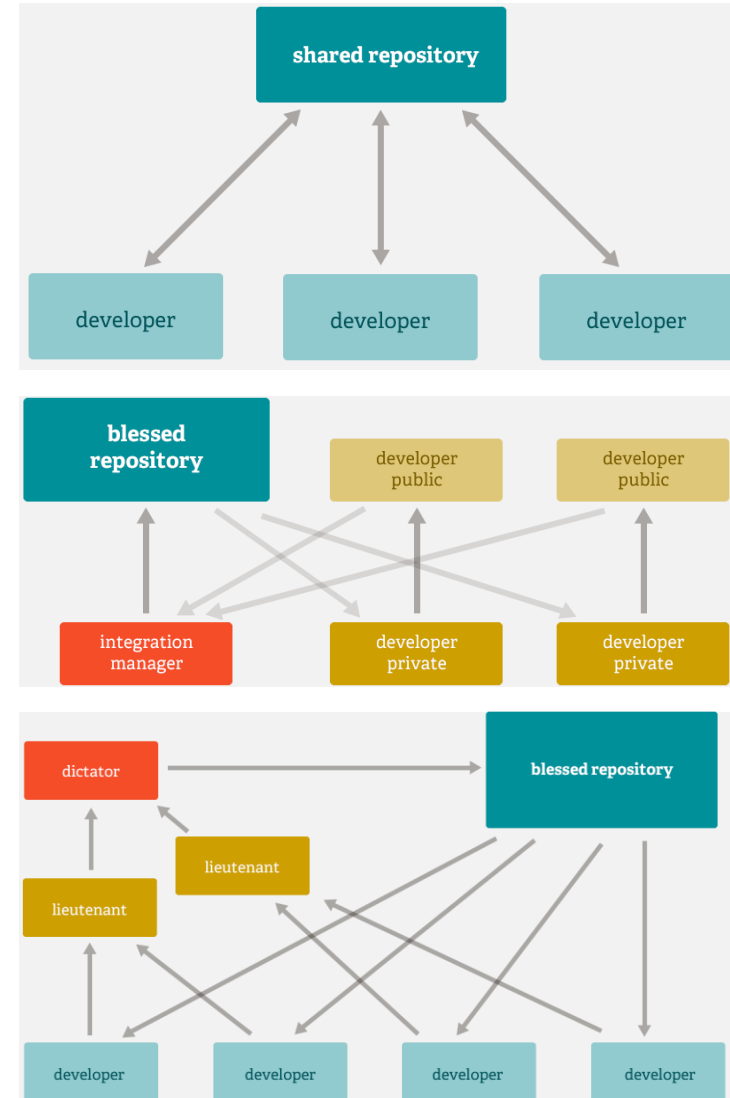 shared repository
developer
developer
developer
blessed
repository
developer
public
developer
public
integration
manager
developer
private
developer
private
dictator
blessed repository
lieutenant
lieutenant
developer
developer
developer
developer